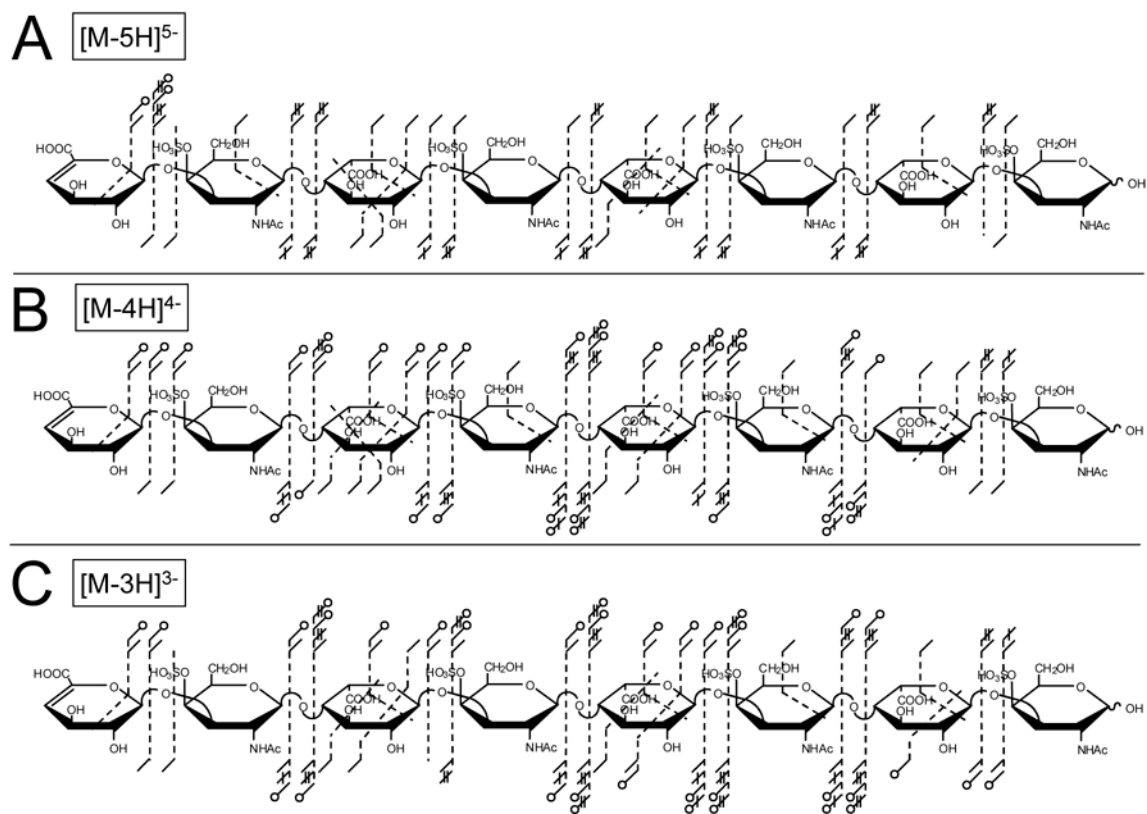 A [M-5H]⁵⁻
HO₃SO CH₂OH HO₃SO CH₂OH HO₃SO CH₂OH HO₃SO CH₂OH
HOOC O O O O O O O O
O O O O
COOH COOH COOH
OH OH OH OH OH
O O O
OH NHAc OH NHAc OH NHAc OH NHAc
B [M-4H]⁴⁻
HO₃SO CH₂OH HO₃SO CH₂OH HO₃SO CH₂OH HO₃SO CH₂OH
HOOC O O O O O O O O
O O O O
COOH COOH COOH
OH OH OH OH OH
O O O
OH NHAc OH NHAc OH NHAc OH NHAc
C [M-3H]³⁻
HO₃SO CH₂OH HO₃SO CH₂OH HO₃SO CH₂OH HO₃SO CH₂OH
HOOC O O O O O O O O
O O O O
COOH COOH COOH
OH OH OH OH OH
O O O
OH NHAc OH NHAc OH NHAc OH NHAc